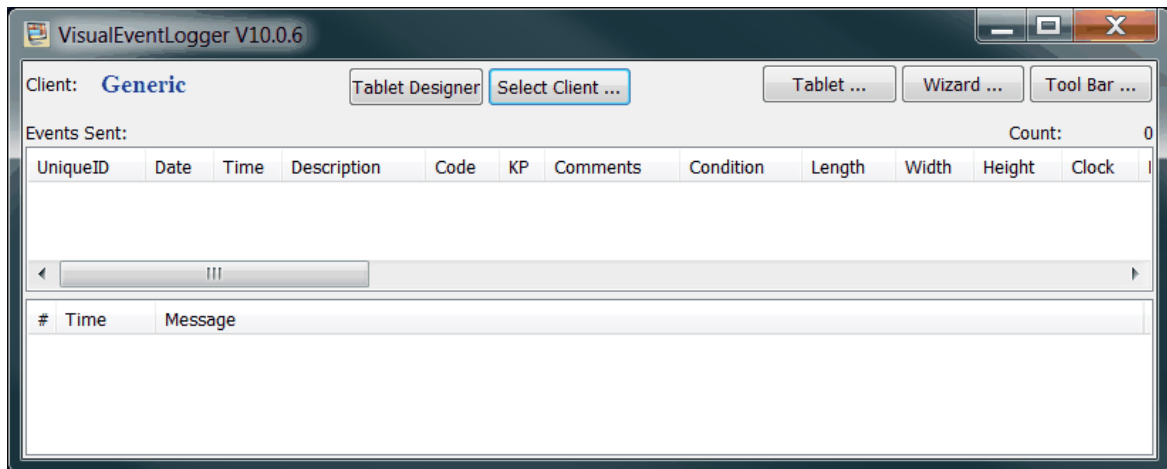 VisualEventLogger V10.0.6
Client: Generic Tablet Designer Select Client ... Tablet ... Wizard ... Tool Bar ...
Events Sent: Count: 0
UniqueID Date Time Description Code KP Comments Condition Length Width Height Clock
# Time Message